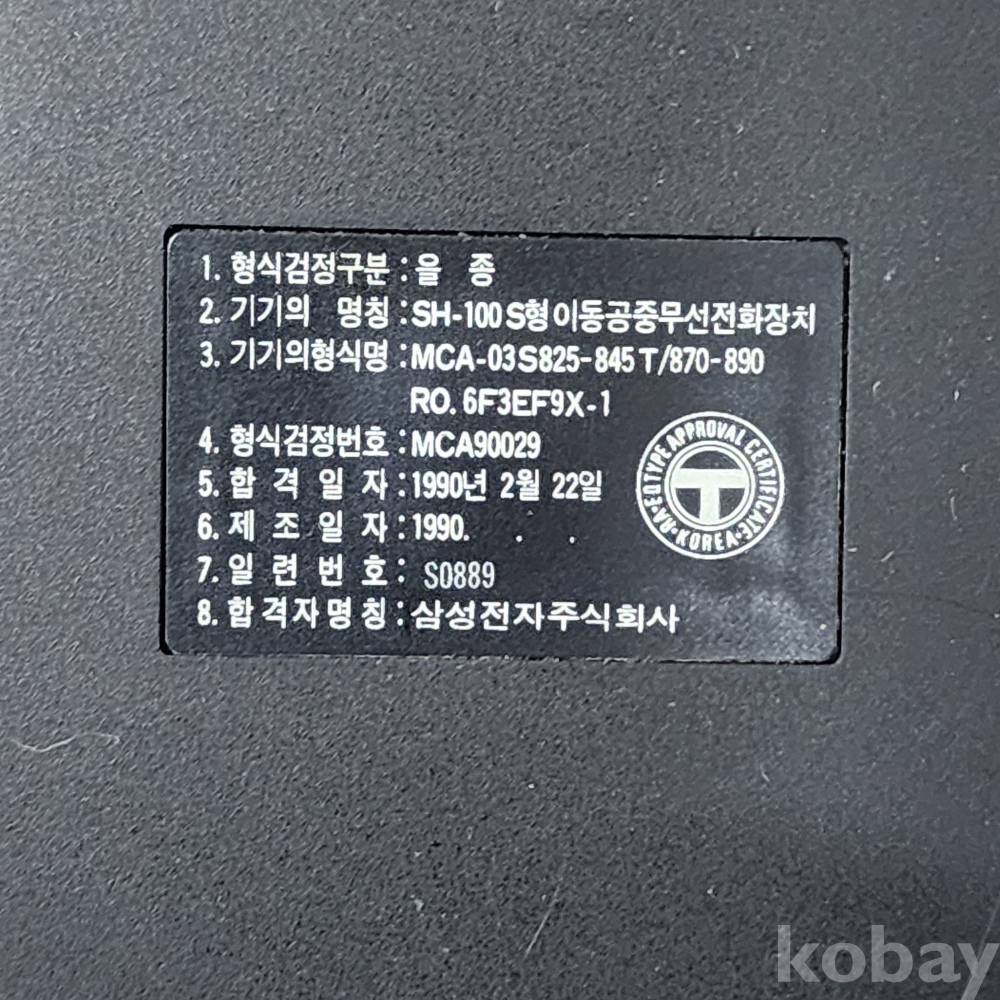 1. 형식검정구분 : 을 종
2. 기기의 명칭 : SH-100 S형 이동공중무선전화장치
3. 기기의형식명 : MCA-03S825-845 T/870-890
RO. 6F3EF9X-1
4. 형식검정번호 : MCA90029
5. 합 격 일 자 : 1990년 2월 22일
6. 제 조 일 자 : 1990. . .
7. 일 련 번 호 : S0889
8. 합격자명칭 : 삼성전자주식회사
RA·EQ TYPE APPROVAL CERTIFICATE·KOREA·
T
kobay